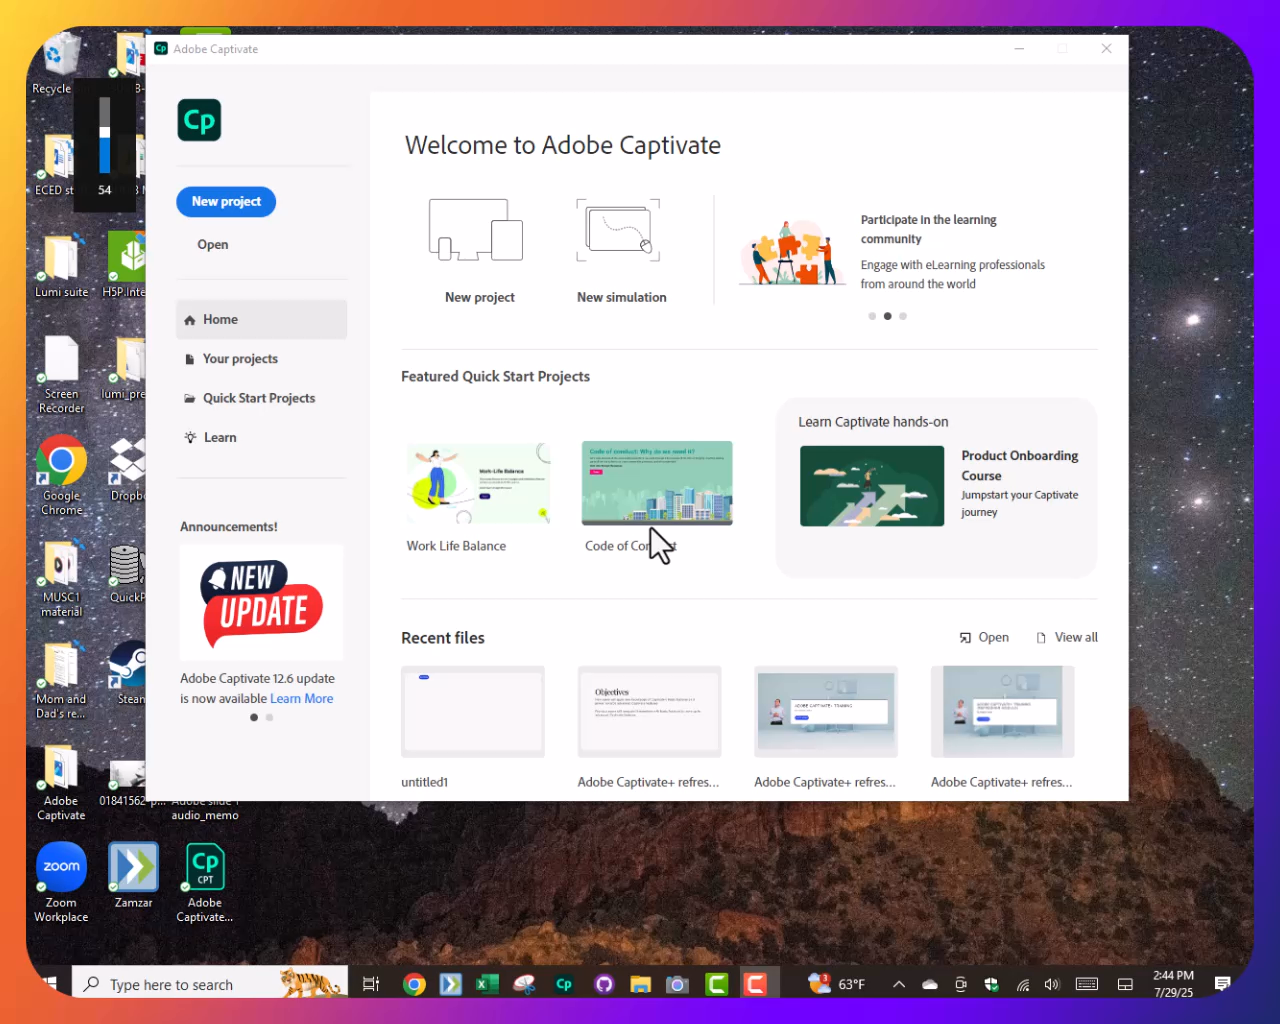 Recycle
ECED st...
Lumi suite
H5P.Inte
Screen
Recorder
lumi_pre
Google
Chrome
Dropb
MUSC1
material
QuickP
Mom and
Dad's re...
Steam
Adobe
Captivate
01841562-p...
Adobe slide 1
audio_memo
Zoom
Workplace
Zamzar
Adobe
Captivate...
zoom
Cp
CPT
54
Cp Adobe Captivate
Cp
New project
Open
Home
Your projects
Quick Start Projects
Learn
Announcements!
NEW
UPDATE
Adobe Captivate 12.6 update
is now available Learn More
Welcome to Adobe Captivate
New project
New simulation
Participate in the learning
community
Engage with eLearning professionals
from around the world
Featured Quick Start Projects
Work-Life Balance
Work Life Balance
Code of conduct: Why do we need it?
Learn Captivate hands-on
Product Onboarding
Course
Jumpstart your Captivate
journey
Recent files
Open
View all
Objectives
ADOBE CAPTIVATE+ TRAINING
untitled1
Adobe Captivate+ refres...
Adobe Captivate+ refres...
Adobe Captivate+ refres...
Type here to search
Cp
3
63°F
2:44 PM
7/29/25